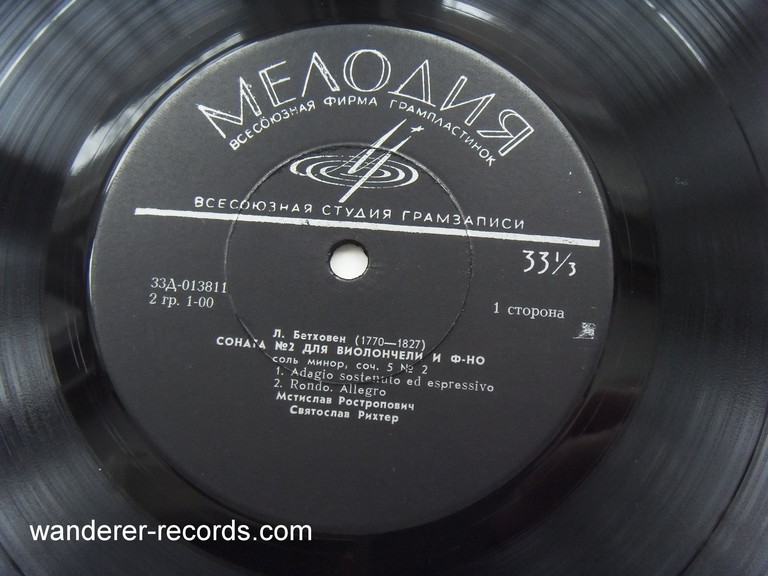 МЕЛОДИЯ
ВСЕСОЮЗНАЯ ФИРМА ГРАМПЛАСТИНОК
ВСЕСОЮЗНАЯ СТУДИЯ ГРАМЗАПИСИ
33⅓
33Д-013811
2 гр. 1-00
1 сторона
Л. Бетховен (1770—1827)
СОНАТА №2 ДЛЯ ВИОЛОНЧЕЛИ И Ф-НО
соль минор, соч. 5 № 2
1. Adagio sostenuto ed espressivo
2. Rondo. Allegro
Мстислав Ростропович
Святослав Рихтер
wanderer-records.com